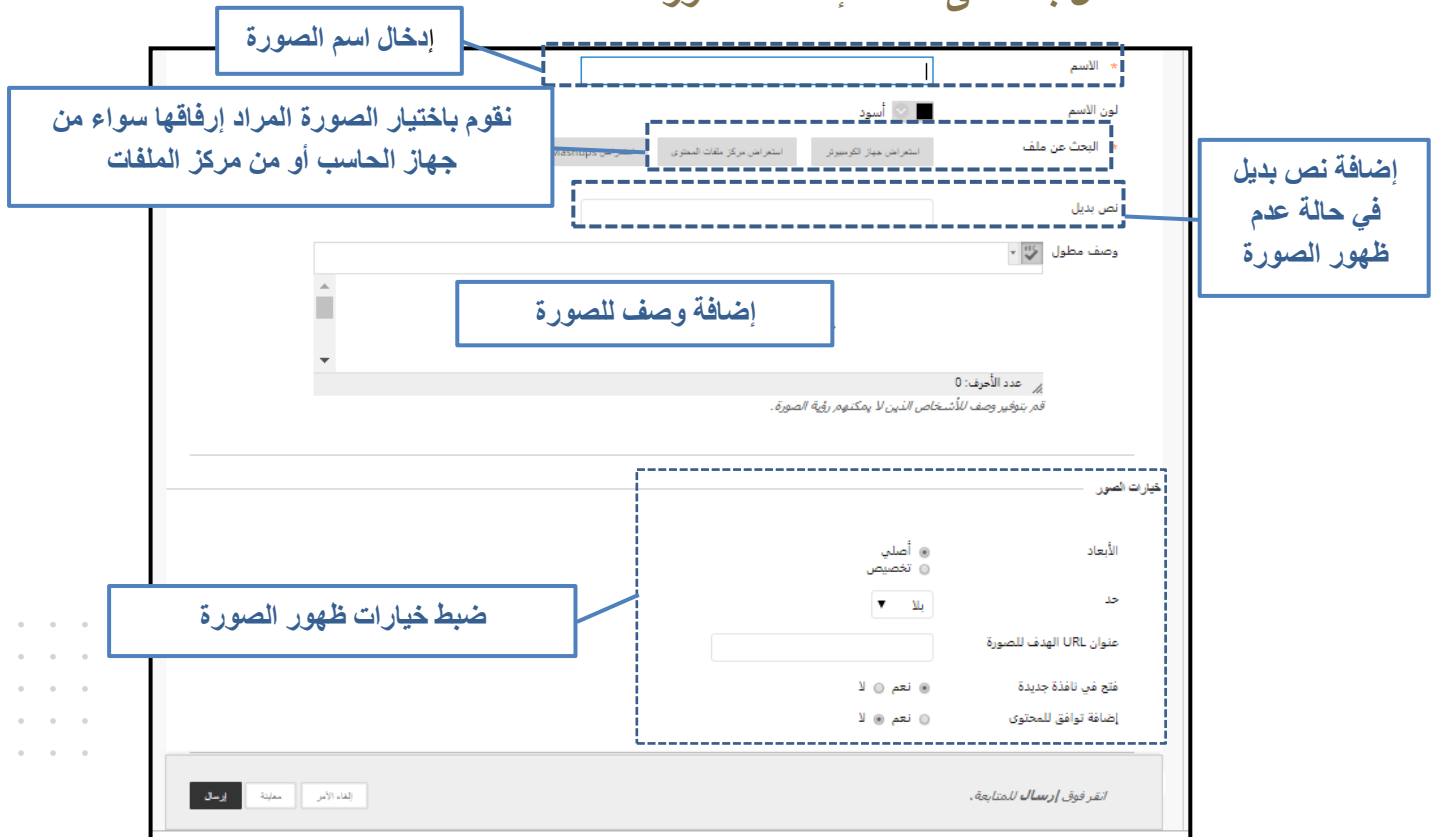 إدخال اسم الصورة
* الاسم
لون الاسم
أسود
نقوم باختيار الصورة المراد إرفاقها سواء من
جهاز الحاسب أو من مركز الملفات
* البحث عن ملف
استعراض جهاز الكومبيوتر
استعراض مركز ملفات المحتوى
Mashups
إضافة نص بديل
في حالة عدم
ظهور الصورة
نص بديل
وصف مطول
إضافة وصف للصورة
عدد الأحرف: 0
قم بتوفير وصف للأشخاص الذين لا يمكنهم رؤية الصورة.
خيارات الصور
الأبعاد
أصلي
تخصيص
حد
بلا
ضبط خيارات ظهور الصورة
عنوان URL الهدف للصورة
فتح في نافذة جديدة
نعم لا
إضافة توافق للمحتوى
نعم لا
انقر فوق إرسال للمتابعة.
إلغاء الأمر
معاينة
إرسال